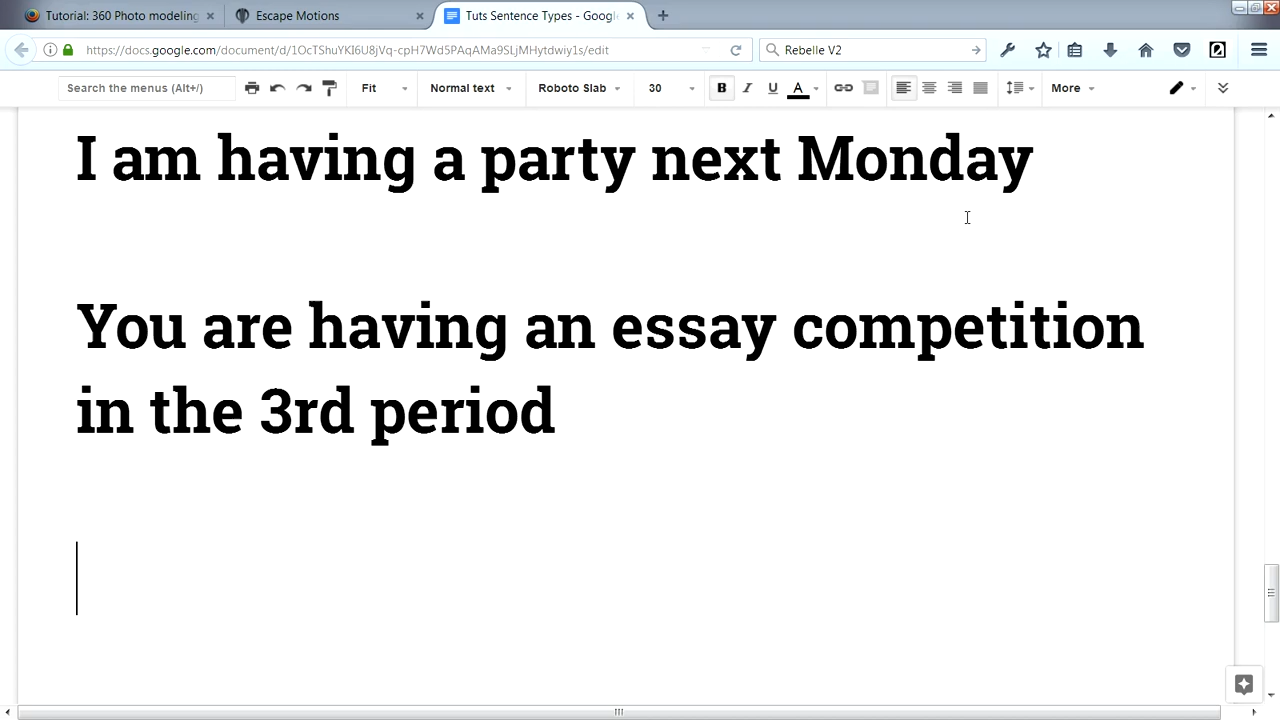 Tutorial: 360 Photo modeling
Escape Motions
Tuts Sentence Types - Googl
https://docs.google.com/document/d/1OcTShuYKI6U8jVq-cpH7Wd5PAqAMa9SLjMHytdwiy1s/edit
Rebelle V2
Search the menus (Alt+/)
Fit
Normal text
Roboto Slab
30
B
I
U
A
More
I am having a party next Monday
You are having an essay competition
in the 3rd period